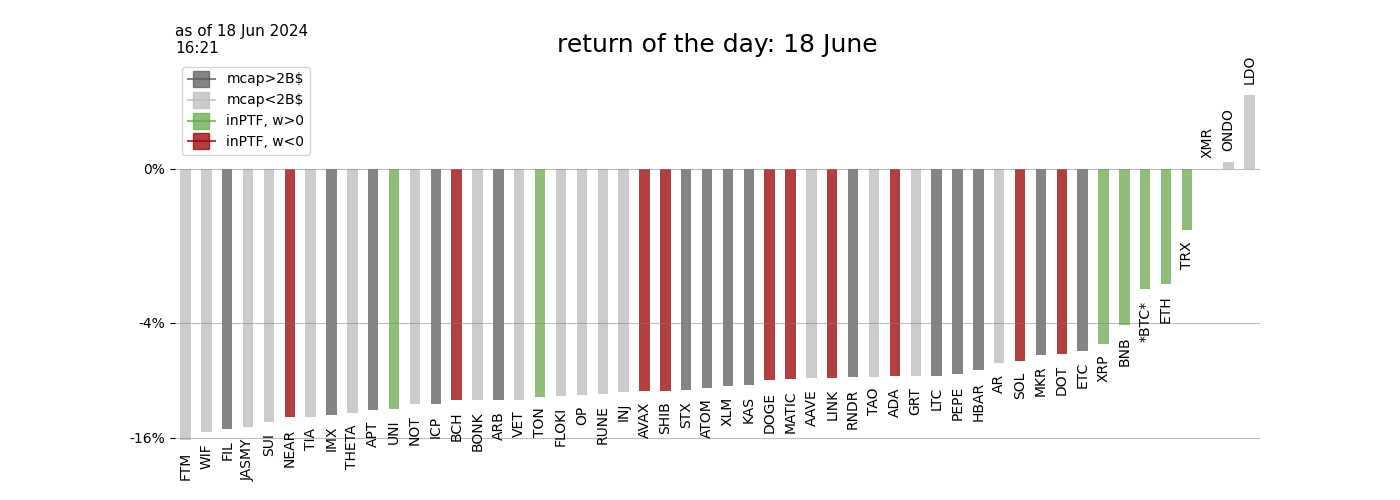 as of 18 Jun 2024
16:21
return of the day: 18 June
mcap>2B$
mcap<2B$
inPTF, w>0
inPTF, w<0
0%
-4%
-16%
FTM
WIF
FIL
JASMY
SUI
NEAR
TIA
IMX
THETA
APT
UNI
NOT
ICP
BCH
BONK
ARB
VET
TON
FLOKI
OP
RUNE
INJ
AVAX
SHIB
STX
ATOM
XLM
KAS
DOGE
MATIC
AAVE
LINK
RNDR
TAO
ADA
GRT
LTC
PEPE
HBAR
AR
SOL
MKR
DOT
ETC
XRP
BNB
*BTC*
ETH
TRX
XMR
ONDO
LDO